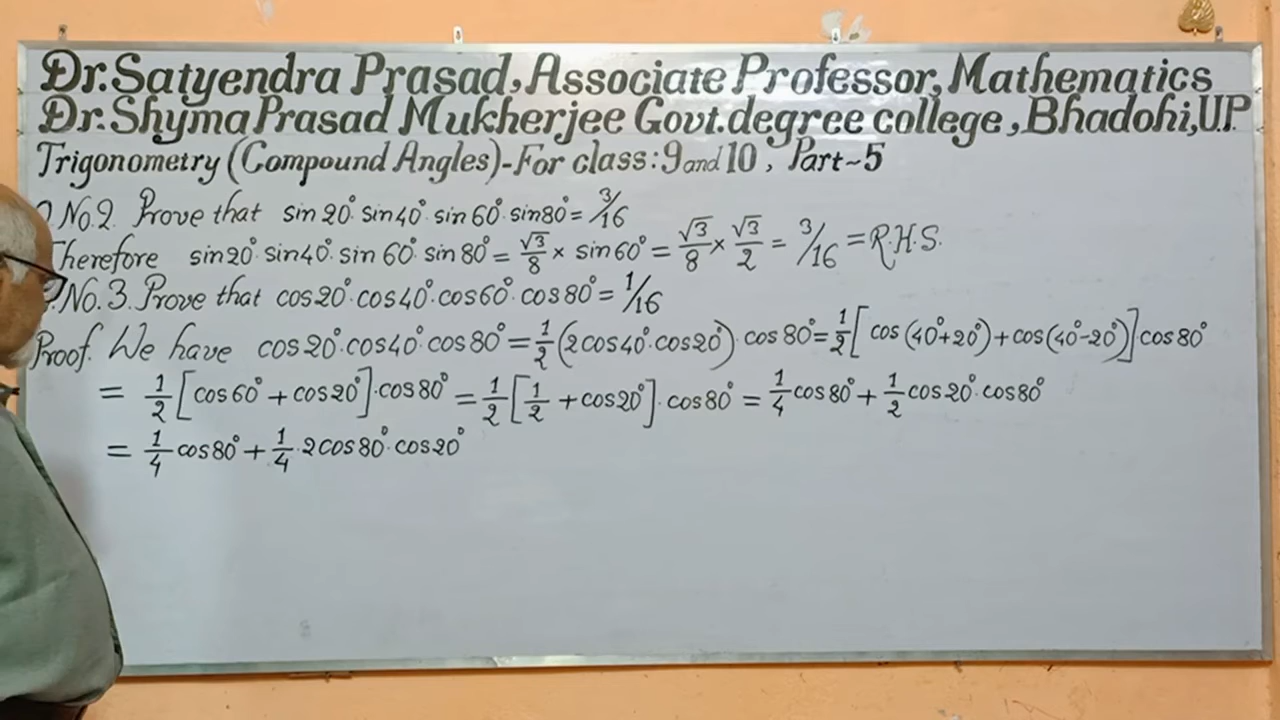 Dr. Satyendra Prasad, Associate Professor, Mathematics
Dr. Shyma Prasad Mukherjee Govt. degree college, Bhadohi, U.P.
Trigonometry (Compound Angles) - For class: 9 and 10, Part ~ 5
No. 2. Prove that sin 20° · sin 40° · sin 60° · sin 80° = 3/16
Therefore sin 20° · sin 40° · sin 60° · sin 80° = √3/8 × sin 60° = √3/8 × √3/2 = 3/16 = R.H.S.
No. 3. Prove that cos 20° · cos 40° · cos 60° · cos 80° = 1/16
Proof. We have cos 20° · cos 40° · cos 80° = 1/2 (2cos 40° · cos 20°) · cos 80° = 1/2 [cos (40°+20°) + cos (40°-20°)] · cos 80°
= 1/2 [cos 60° + cos 20°] · cos 80° = 1/2 [1/2 + cos 20°] · cos 80° = 1/4 cos 80° + 1/2 cos 20° · cos 80°
= 1/4 cos 80° + 1/4 · 2cos 80° · cos 20°